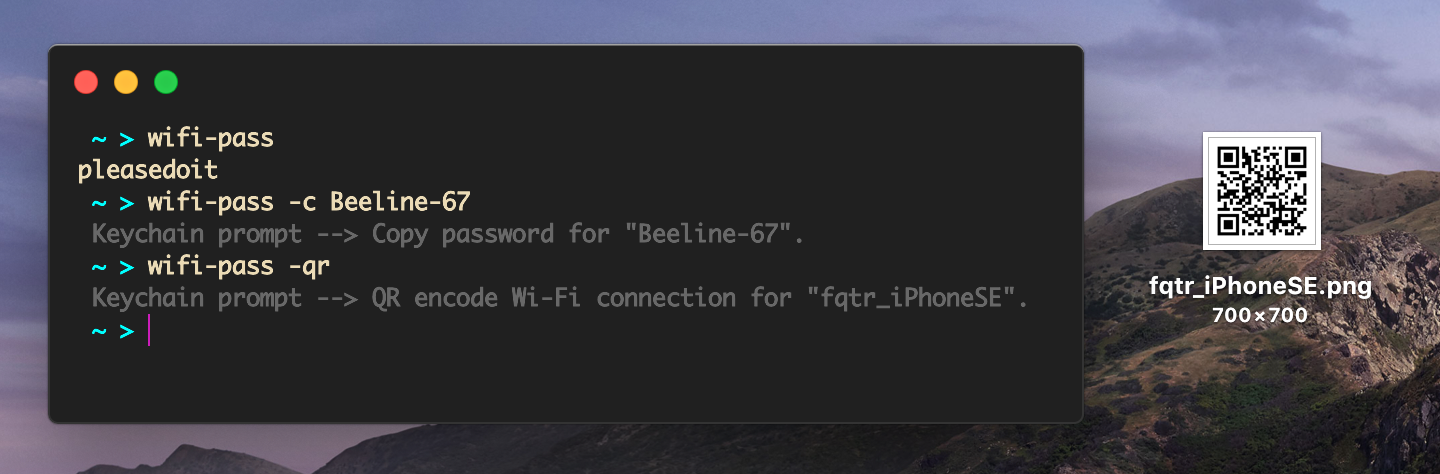 ~ > wifi-pass
pleasedoit
~ > wifi-pass -c Beeline-67
Keychain prompt --> Copy password for "Beeline-67".
~ > wifi-pass -qr
Keychain prompt --> QR encode Wi-Fi connection for "fqtr_iPhoneSE".
~ >
fqtr_iPhoneSE.png
700×700